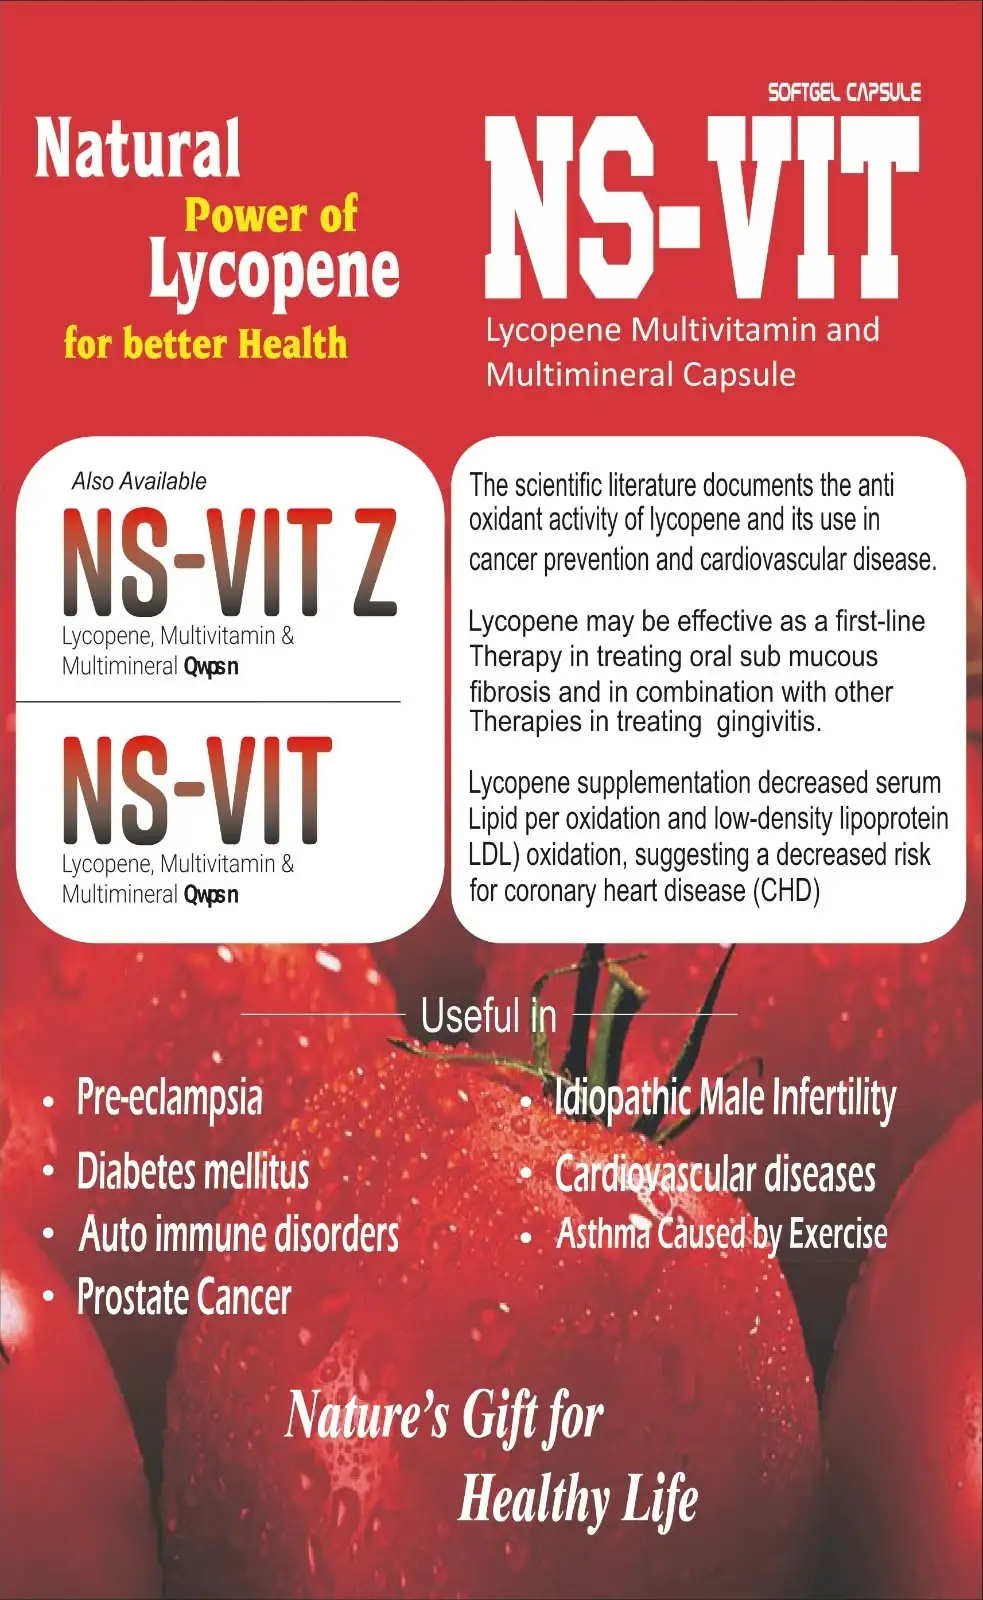 Natural
Power of
Lycopene
for better Health
SOFTGEL CAPSULE
NS-VIT
Lycopene Multivitamin and
Multimineral Capsule
Also Available
NS-VIT Z
Lycopene, Multivitamin &
Multimineral Qwpsn
NS-VIT
Lycopene, Multivitamin &
Multimineral Qwpsn
The scientific literature documents the anti
oxidant activity of lycopene and its use in
cancer prevention and cardiovascular disease.
Lycopene may be effective as a first-line
Therapy in treating oral sub mucous
fibrosis and in combination with other
Therapies in treating gingivitis.
Lycopene supplementation decreased serum
Lipid per oxidation and low-density lipoprotein
LDL) oxidation, suggesting a decreased risk
for coronary heart disease (CHD)
Useful in
• Pre-eclampsia
• Diabetes mellitus
• Auto immune disorders
• Prostate Cancer
• Idiopathic Male Infertility
• Cardiovascular diseases
• Asthma Caused by Exercise
Nature's Gift for
Healthy Life